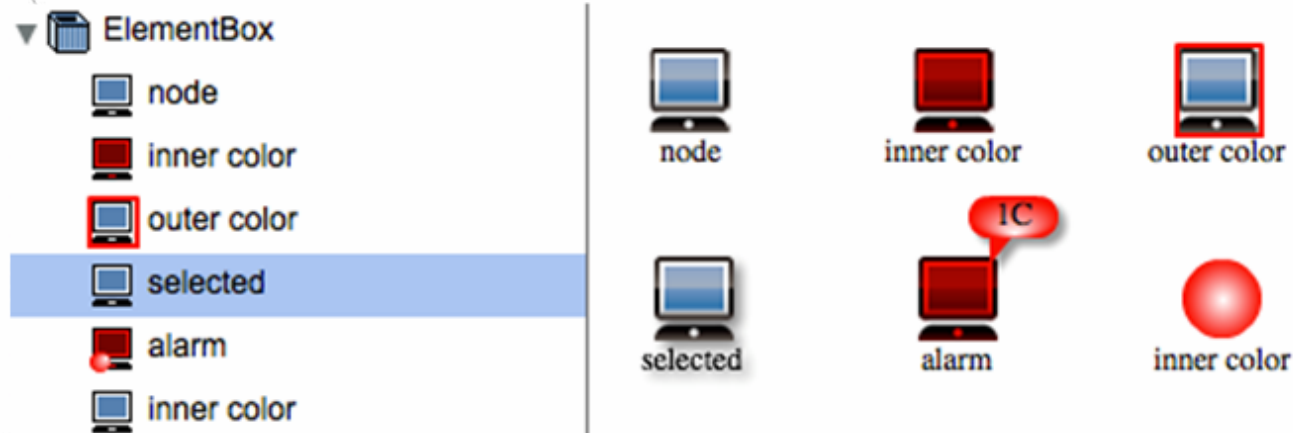 ElementBox
node
inner color
outer color
selected
alarm
inner color
node
inner color
outer color
1C
selected
alarm
inner color